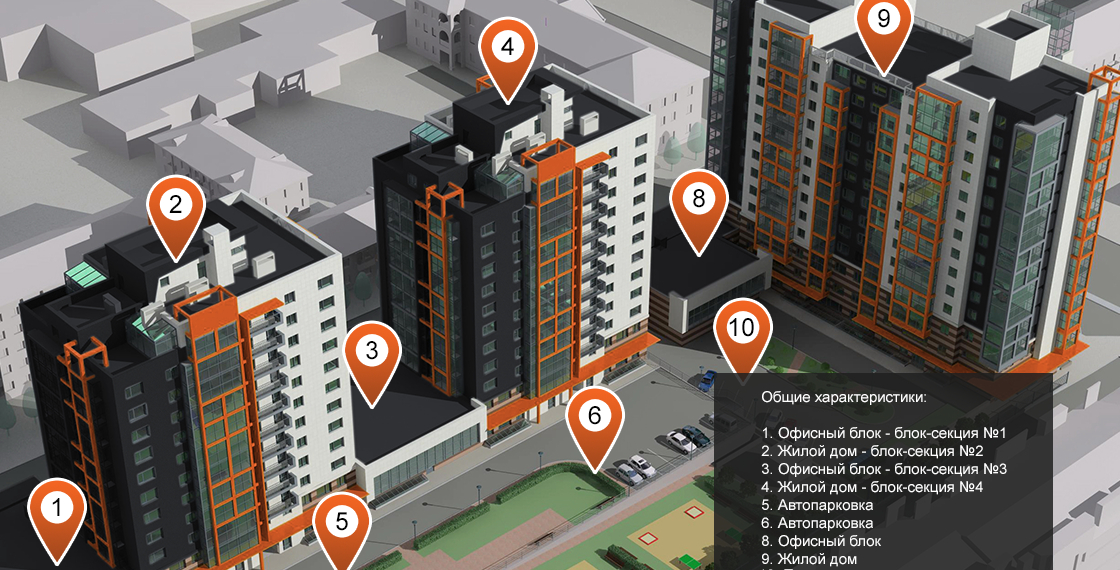 9
4
8
2
10
3
6
1
5
Общие характеристики:
1. Офисный блок - блок-секция №1
2. Жилой дом - блок-секция №2
3. Офисный блок - блок-секция №3
4. Жилой дом - блок-секция №4
5. Автопарковка
6. Автопарковка
8. Офисный блок
9. Жилой дом